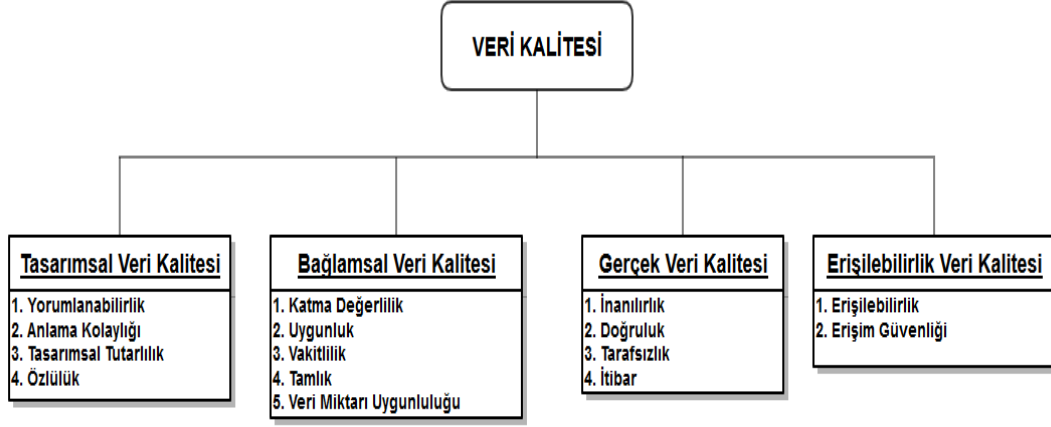 VERİ KALİTESİ
Tasarımsal Veri Kalitesi
1. Yorumlanabilirlik
2. Anlama Kolaylığı
3. Tasarımsal Tutarlılık
4. Özlülük
Bağlamsal Veri Kalitesi
1. Katma Değerlilik
2. Uygunluk
3. Vakitlilik
4. Tamlık
5. Veri Miktarı Uygunluluğu
Gerçek Veri Kalitesi
1. İnanılırlık
2. Doğruluk
3. Tarafsızlık
4. İtibar
Erişilebilirlik Veri Kalitesi
1. Erişilebilirlik
2. Erişim Güvenliği